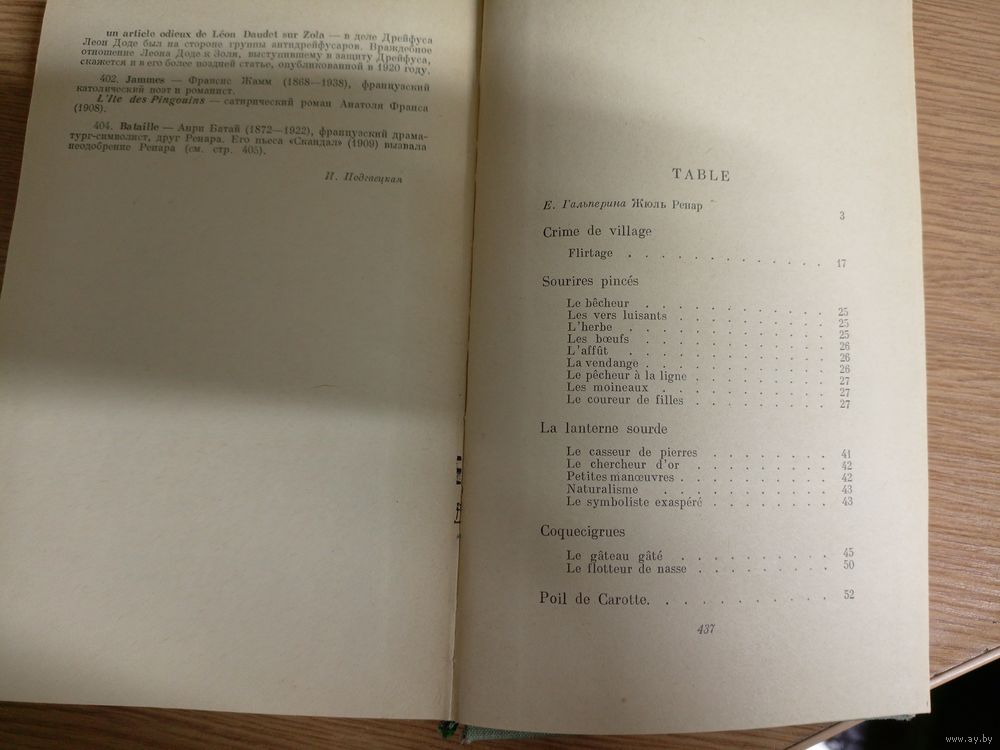 un article odieux de Léon Daudet sur Zola — в деле Дрейфуса
Леон Доде был на стороне группы антидрейфусаров. Враждебное
отношение Леона Доде к Золя, выступившему в защиту Дрейфуса,
скажется и в его более поздней статье, опубликованной в 1920 году.
402. Jammes — Франсис Жамм (1868—1938), французский
католический поэт и романист.
L'Ile des Pingouins — сатирический роман Анатоля Франса
(1908).
404. Bataille — Анри Батай (1872—1922), французский драма-
тург-символист, друг Ренара. Его пьеса «Скандал» (1909) вызвала
неодобрение Ренара (см. стр. 405).
И. Подгаецкая
TABLE
Е. Гальперина Жюль Ренар 3
Crime de village
Flirtage . . . . . . . . . . . . 17
Sourires pincés
Le bêcheur . . . . . . . . . . . 25
Les vers luisants . . . . . . . . . 25
L'herbe . . . . . . . . . . . . 25
Les bœufs . . . . . . . . . . . 26
L'affût . . . . . . . . . . . . 26
La vendange . . . . . . . . . . . 26
Le pêcheur à la ligne . . . . . . . . 27
Les moineaux . . . . . . . . . . 27
Le coureur de filles . . . . . . . . 27
La lanterne sourde
Le casseur de pierres . . . . . . . 41
Le chercheur d'or . . . . . . . . 42
Petites manœuvres . . . . . . . . . 42
Naturalisme . . . . . . . . . . 43
Le symboliste exaspéré . . . . . . . 43
Coquecigrues
Le gâteau gâté . . . . . . . . . 45
Le flotteur de nasse . . . . . . . . 50
Poil de Carotte. . . . . . . . . . . 52
437
www.ay.by